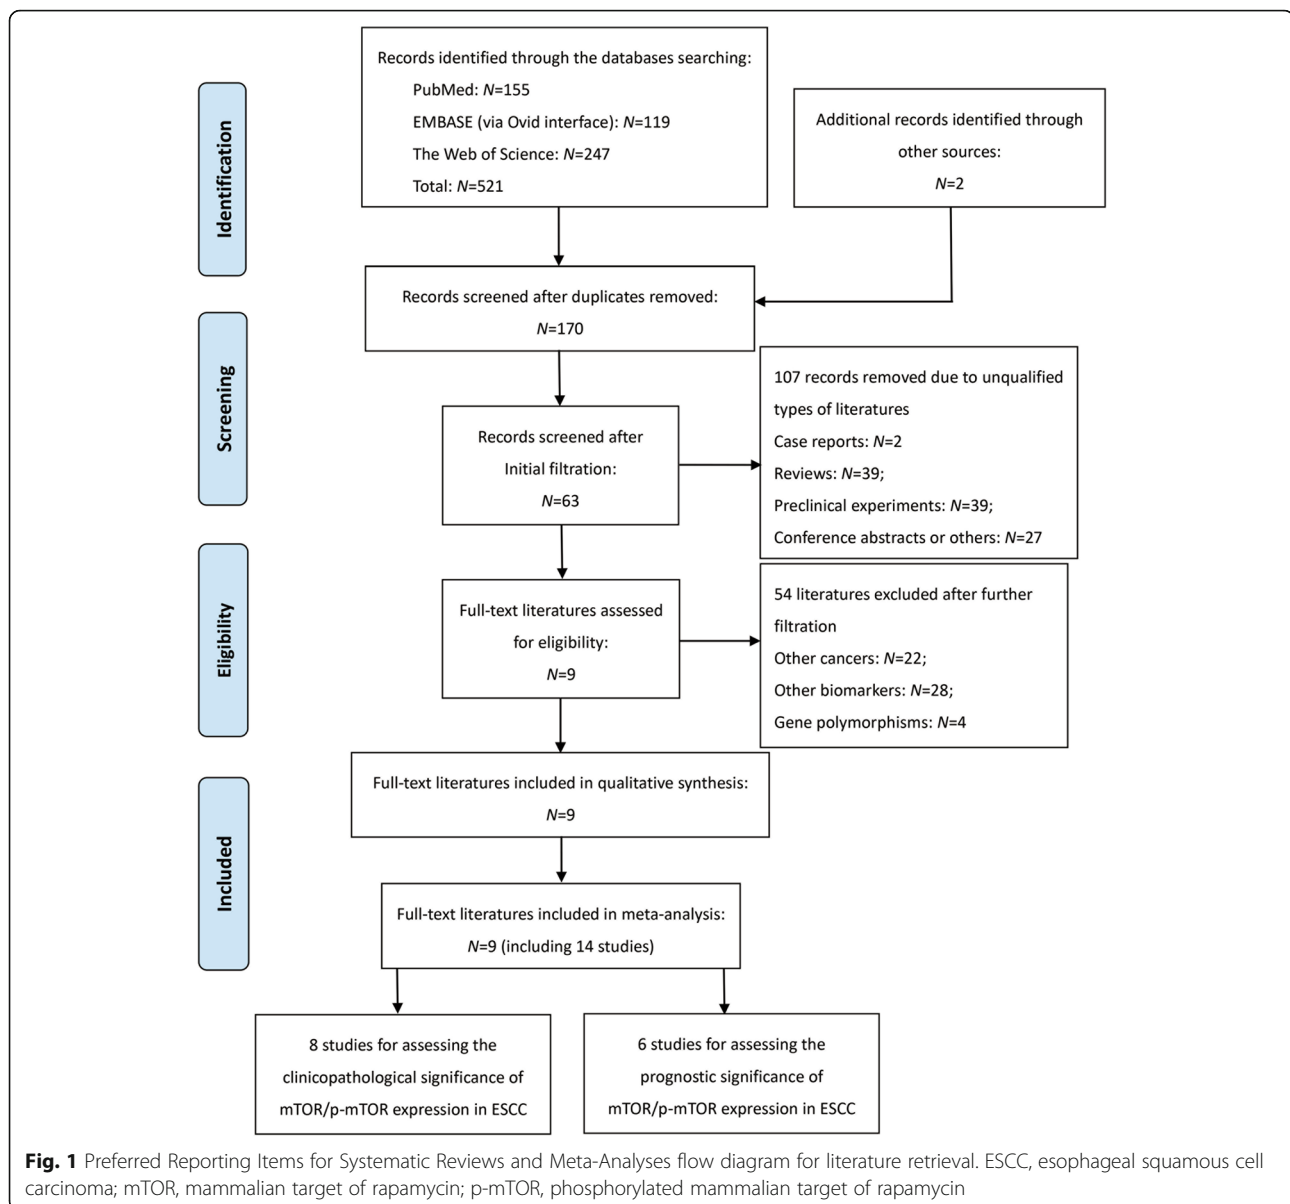 Records identified through the databases searching:
PubMed: N=155
EMBASE (via Ovid interface): N=119
The Web of Science: N=247
Total: N=521
Additional records identified through
other sources:
N=2
Identification
Records screened after duplicates removed:
N=170
Screening
Records screened after
Initial filtration:
N=63
107 records removed due to unqualified
types of literatures
Case reports: N=2
Reviews: N=39;
Preclinical experiments: N=39;
Conference abstracts or others: N=27
Eligibility
Full-text literatures assessed
for eligibility:
N=9
54 literatures excluded after further
filtration
Other cancers: N=22;
Other biomarkers: N=28;
Gene polymorphisms: N=4
Full-text literatures included in qualitative synthesis:
N=9
Included
Full-text literatures included in meta-analysis:
N=9 (including 14 studies)
8 studies for assessing the
clinicopathological significance of
mTOR/p-mTOR expression in ESCC
6 studies for assessing the
prognostic significance of
mTOR/p-mTOR expression in ESCC
Fig. 1 Preferred Reporting Items for Systematic Reviews and Meta-Analyses flow diagram for literature retrieval. ESCC, esophageal squamous cell
carcinoma; mTOR, mammalian target of rapamycin; p-mTOR, phosphorylated mammalian target of rapamycin